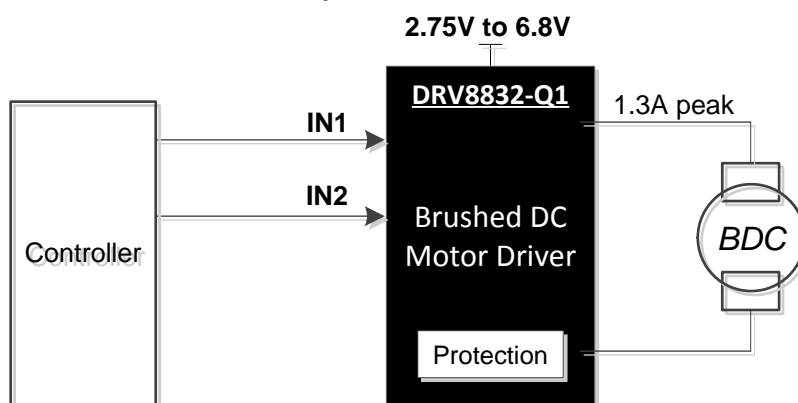 2.75V to 6.8V
DRV8832-Q1
1.3A peak
IN1
IN2
Brushed DC
Motor Driver
Controller
BDC
Protection